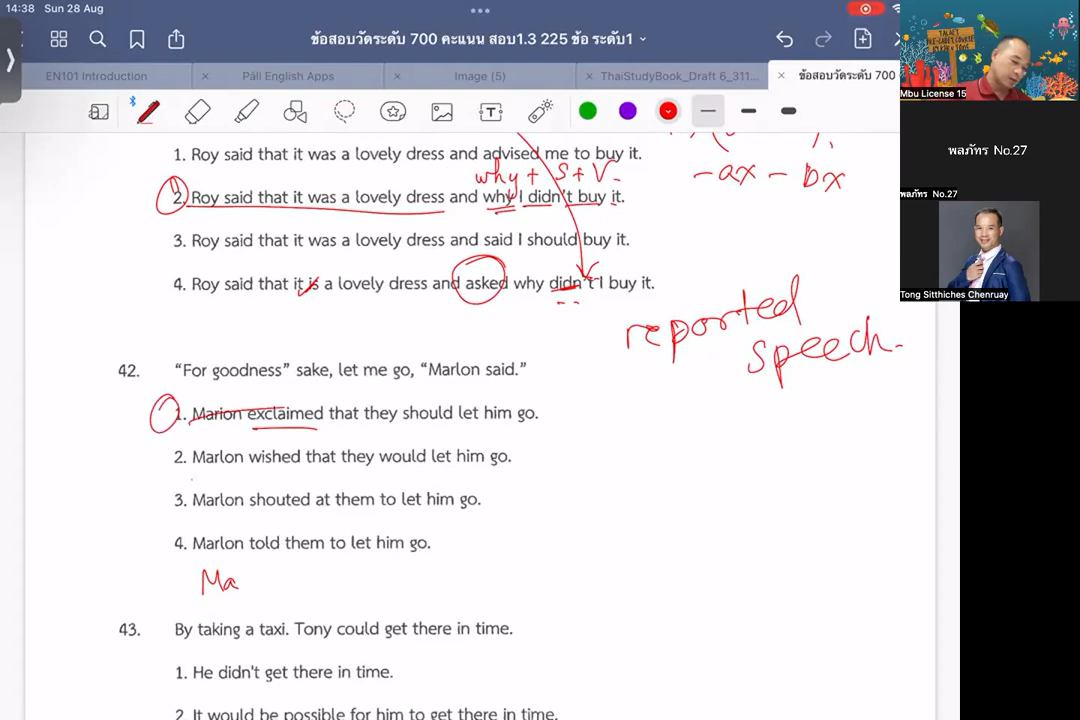 14:38 Sun 28 Aug
ข้อสอบวัดระดับ 700 คะแนน สอบ1.3 225 ข้อ ระดับ1
EN101 Introduction
Päll English Apps
Image (5)
ThaiStudyBook_Draft 6_311...
ข้อสอบวัดระดับ 700
1. Roy said that it was a lovely dress and advised me to buy it.
why + S + V.
-ax - bx
2. Roy said that it was a lovely dress and why I didn't buy it.
3. Roy said that it was a lovely dress and said I should buy it.
4. Roy said that it is a lovely dress and asked why didn't I buy it.
reported
speech.
42. "For goodness" sake, let me go, "Marlon said."
1. Marlon exclaimed that they should let him go.
2. Marlon wished that they would let him go.
3. Marlon shouted at them to let him go.
4. Marlon told them to let him go.
Ma
43. By taking a taxi. Tony could get there in time.
1. He didn't get there in time.
2. It would be possible for him to get there in time.
Mbu License 15
พลภัทร No.27
พลภัทร No.27
Tong Sitthiches Chenruay